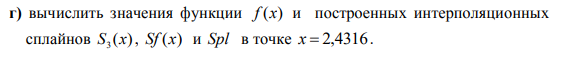 г) вычислить значения функции f(x) и построенных интерполяционных
сплайнов S₃(x), Sf(x) и Spl в точке x = 2,4316.